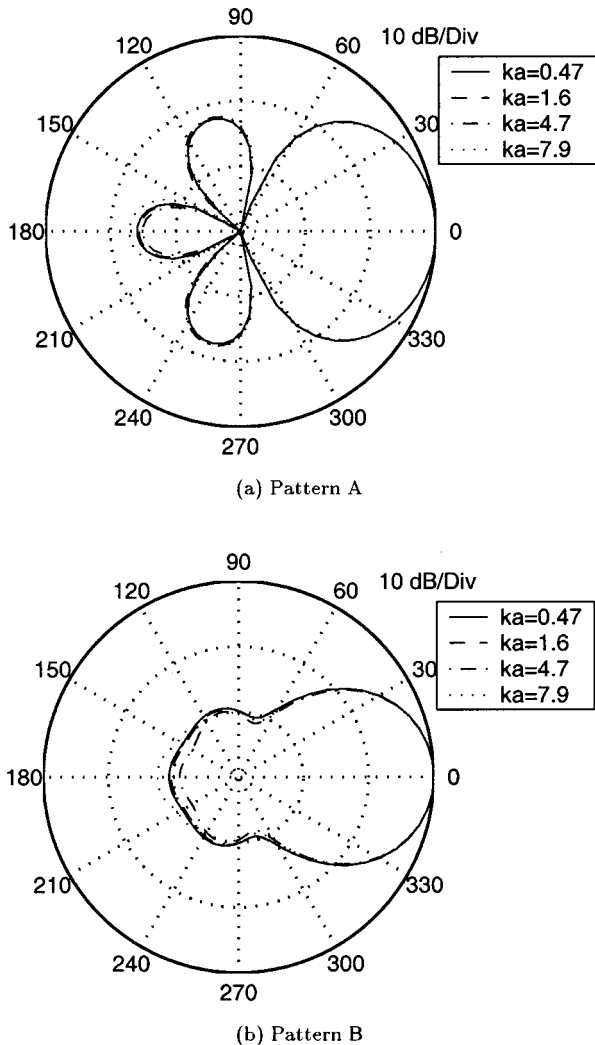 90
120
60
10 dB/Div
ka=0.47
ka=1.6
ka=4.7
ka=7.9
150
30
180
0
210
330
240
300
270
(a) Pattern A
90
120
60
10 dB/Div
ka=0.47
ka=1.6
ka=4.7
ka=7.9
150
30
180
0
210
330
240
300
270
(b) Pattern B